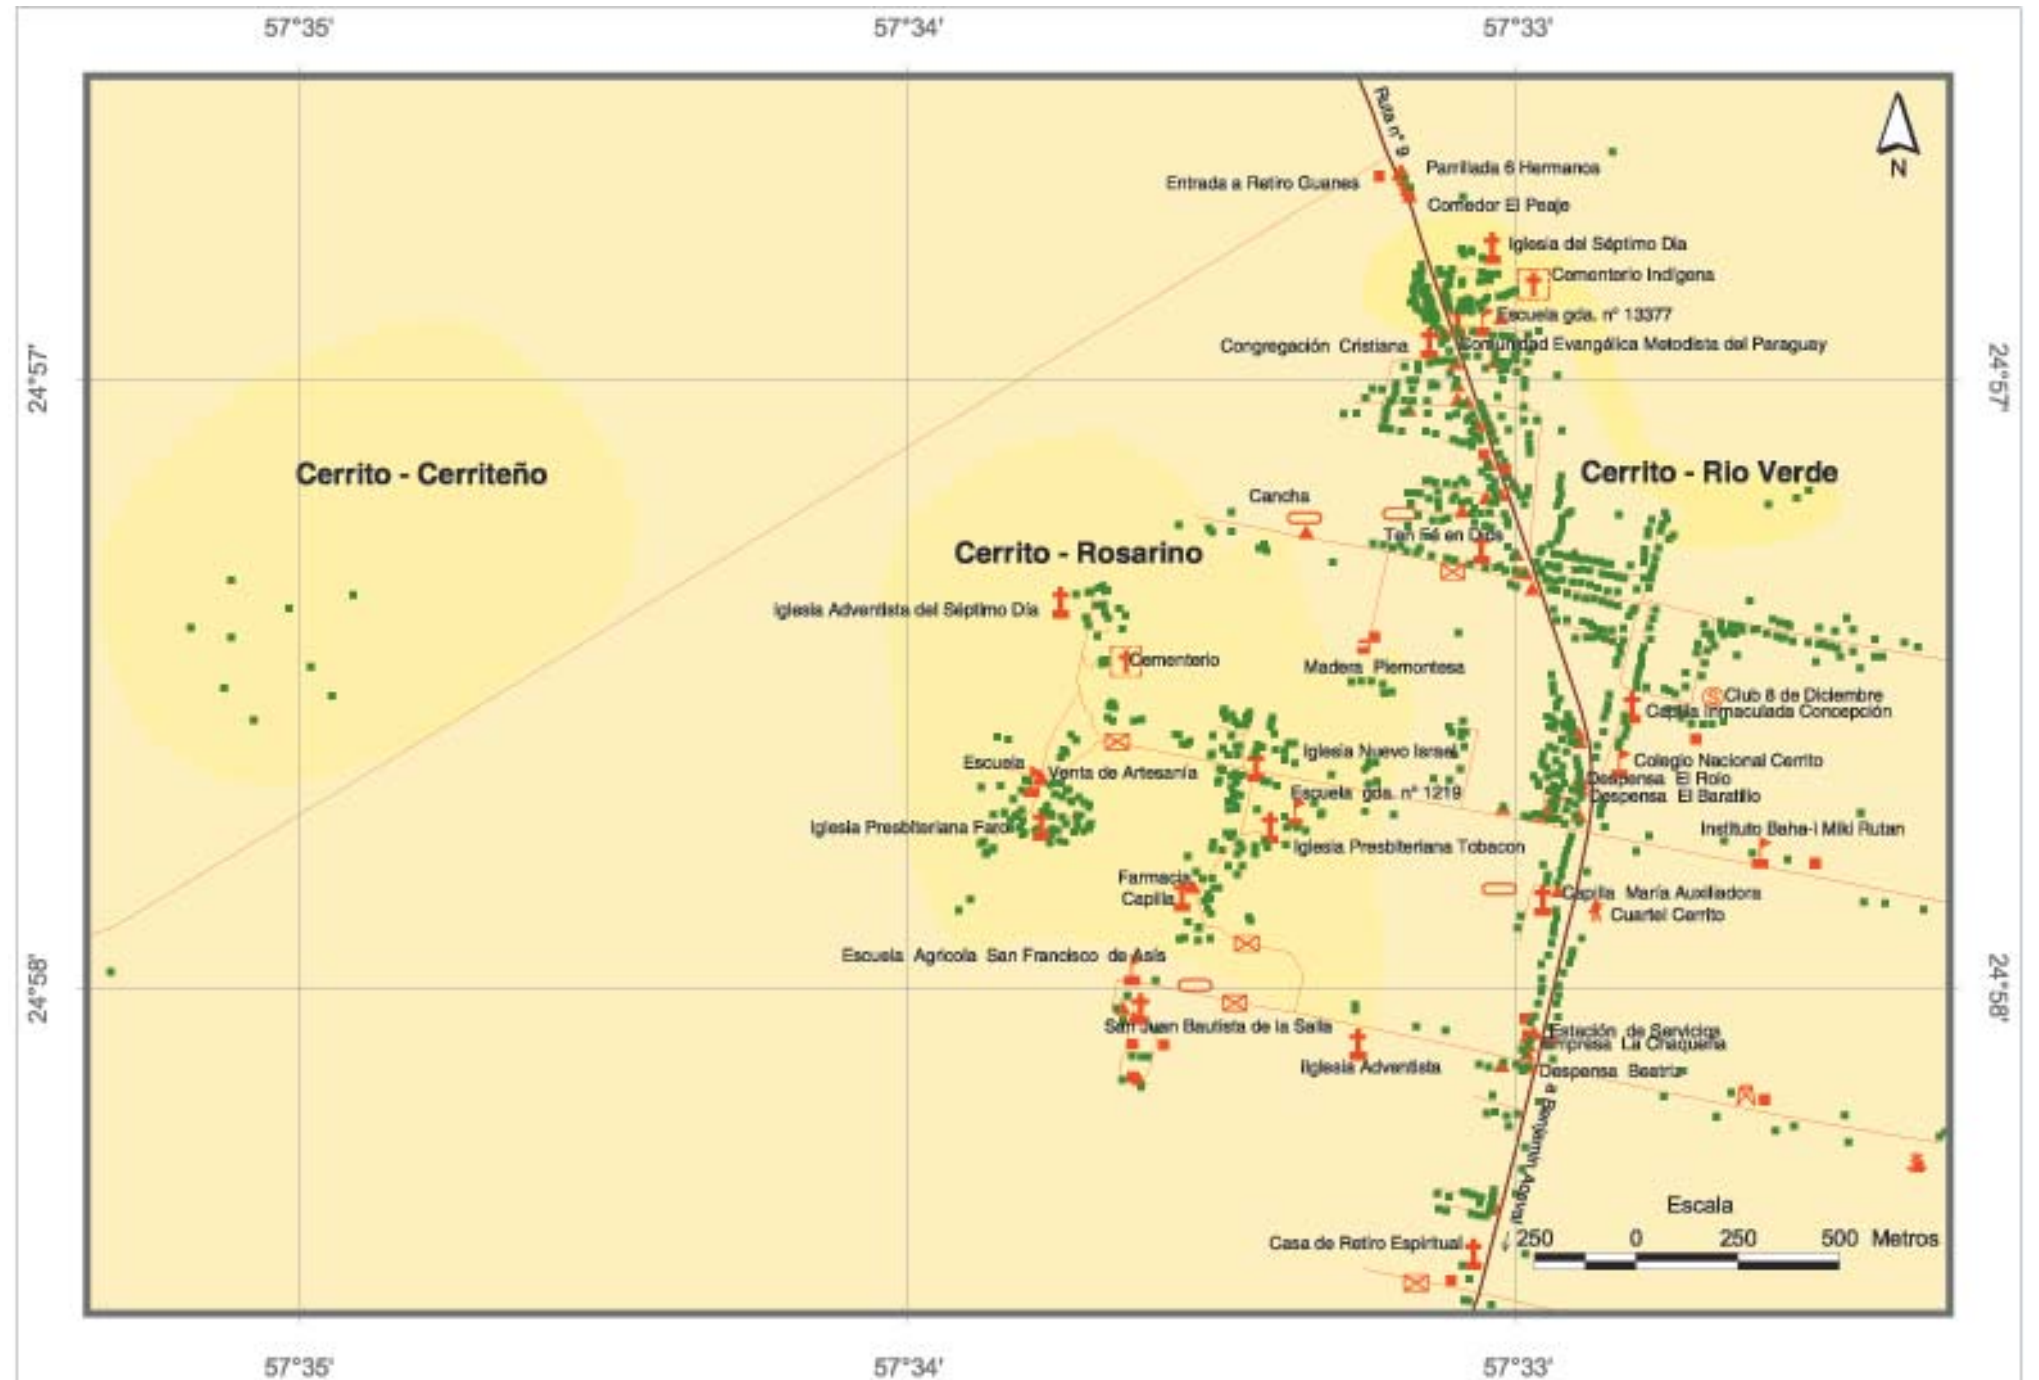 57°35'
57°34'
57°33'
Ruta n° 9
N
Parrillada 6 Hermanos
Entrada a Retiro Guanes
Comedor El Peaje
Iglesia del Séptimo Día
Cementerio Indígena
Escuela gda. n° 13377
Congregación Cristiana
Comunidad Evangélica Metodista del Paraguay
24°57'
24°57'
Cerrito - Cerriteño
Cerrito - Rio Verde
Cancha
Ten Fé en Dios
Cerrito - Rosarino
Iglesia Adventista del Séptimo Día
Cementerio
Madera Piemontesa
Club 8 de Diciembre
Capilla Inmaculada Concepción
Iglesia Nuevo Israel
Escuela
Venta de Artesanía
Colegio Nacional Cerrito
Despensa El Rolo
Despensa El Baratillo
Escuela gda. n° 1219
Iglesia Presbiteriana Faro
Instituto Baha-i Miki Rutan
Iglesia Presbiteriana Tobacon
Farmacia
Capilla
Capilla María Auxiliadora
Cuartel Cerrito
Escuela Agrícola San Francisco de Asís
24°58'
24°58'
San Juan Bautista de la Salla
Estación de Servicios
Empresa La Chaqueña
Iglesia Adventista
Despensa Beatriz
a Benjamín Aceval
Escala
250 0 250 500 Metros
Casa de Retiro Espiritual
57°35'
57°34'
57°33'